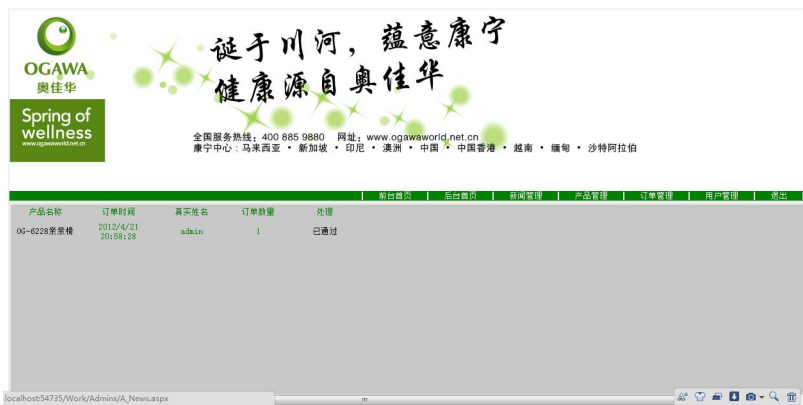 OGAWA
奥佳华
Spring of
wellness
www.ogawaworld.net.cn
诞于川河，蕴意康宁
健康源自奥佳华
全国服务热线：400 885 9880 网址：www.ogawaworld.net.cn
康宁中心：马来西亚 • 新加坡 • 印尼 • 澳洲 • 中国 • 中国香港 • 越南 • 缅甸 • 沙特阿拉伯
| 前台首页 | 后台首页 | 新闻管理 | 产品管理 | 订单管理 | 用户管理 | 退出
产品名称 订单时间 真实姓名 订单数量 处理
OG-6228亲亲椅 2012/4/21 20:58:28 admin 1 已通过
localhost:54735/Work/Admins/A_News.aspx